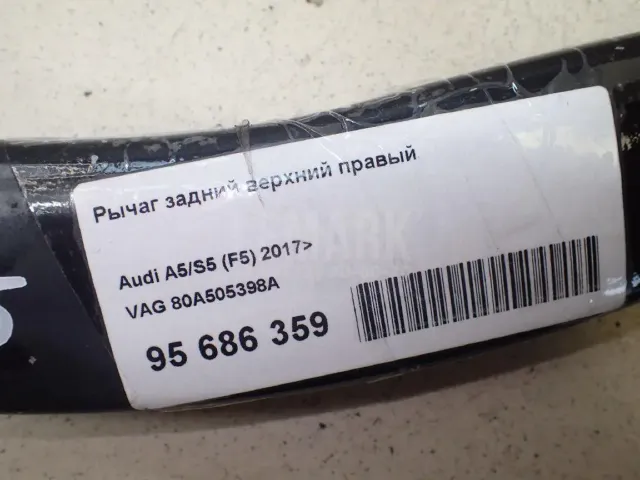 Рычаг задний верхний правый
Audi A5/S5 (F5) 2017>
VAG 80A505398A
95 686 359